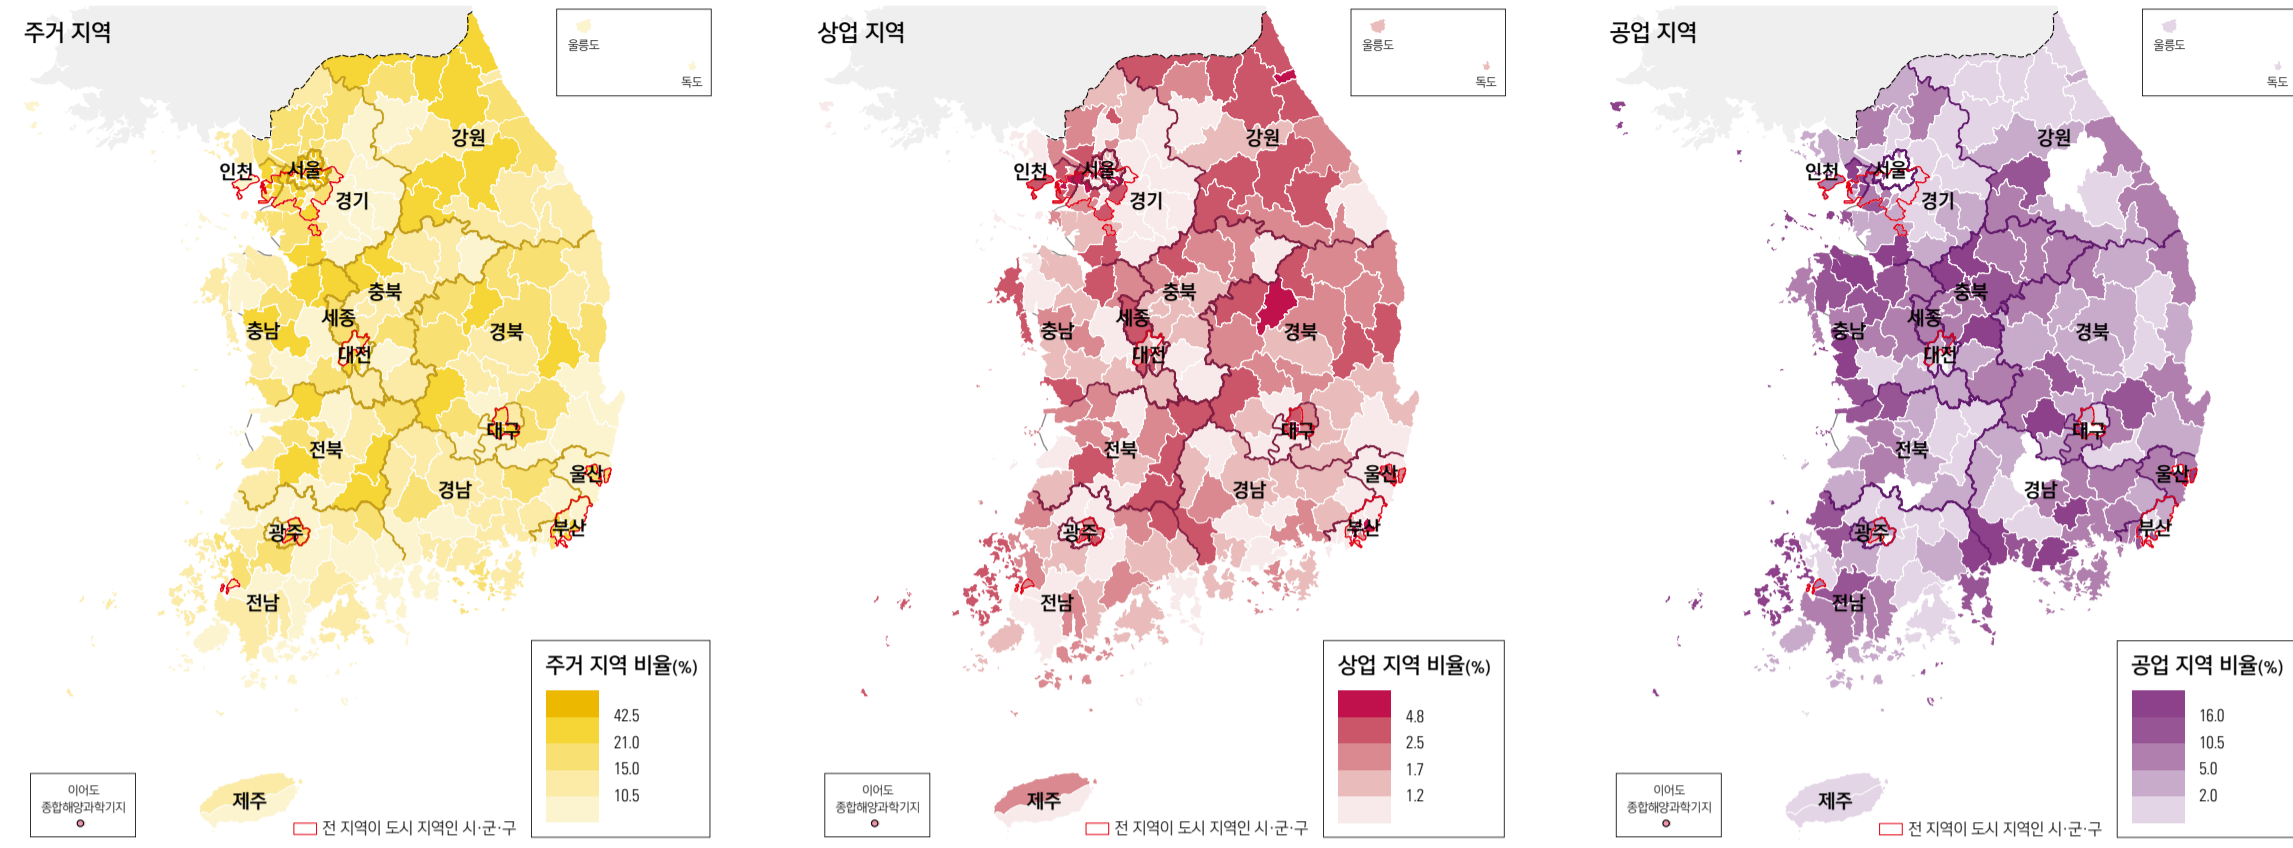 주거 지역
울릉도
독도
강원
인천
서울
경기
충북
세종
충남
경북
대전
대구
전북
울산
경남
광주
부산
전남
제주
이어도
종합해양과학기지
전 지역이 도시 지역인 시·군·구
주거 지역 비율(%)
42.5
21.0
15.0
10.5
상업 지역
울릉도
독도
강원
인천
서울
경기
충북
세종
충남
경북
대전
대구
전북
울산
경남
광주
부산
전남
제주
이어도
종합해양과학기지
전 지역이 도시 지역인 시·군·구
상업 지역 비율(%)
4.8
2.5
1.7
1.2
공업 지역
울릉도
독도
강원
인천
서울
경기
충북
세종
충남
경북
대전
대구
전북
울산
경남
광주
부산
전남
제주
이어도
종합해양과학기지
전 지역이 도시 지역인 시·군·구
공업 지역 비율(%)
16.0
10.5
5.0
2.0